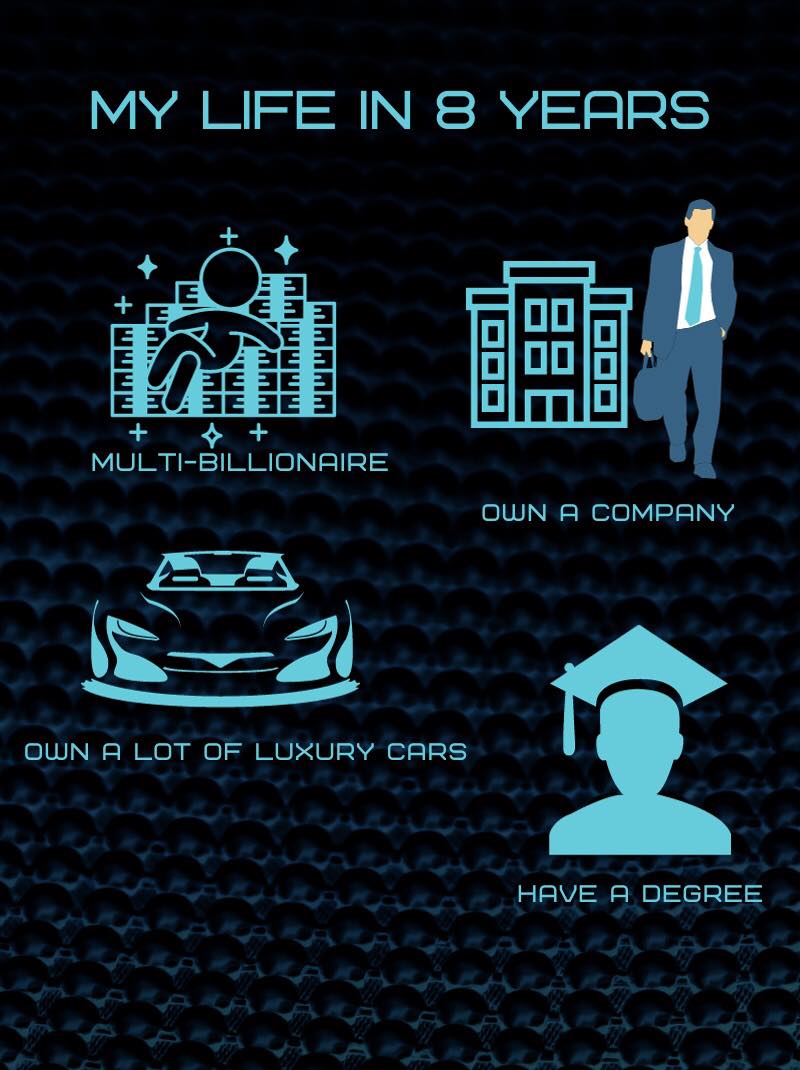 MY LIFE IN 8 YEARS
MULTI-BILLIONAIRE
OWN A COMPANY
OWN A LOT OF LUXURY CARS
HAVE A DEGREE